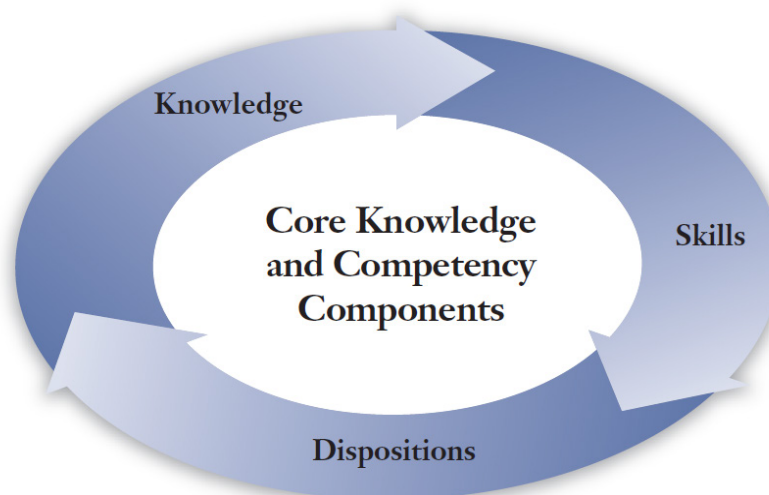 Knowledge
Core Knowledge
and Competency
Components
Skills
Dispositions